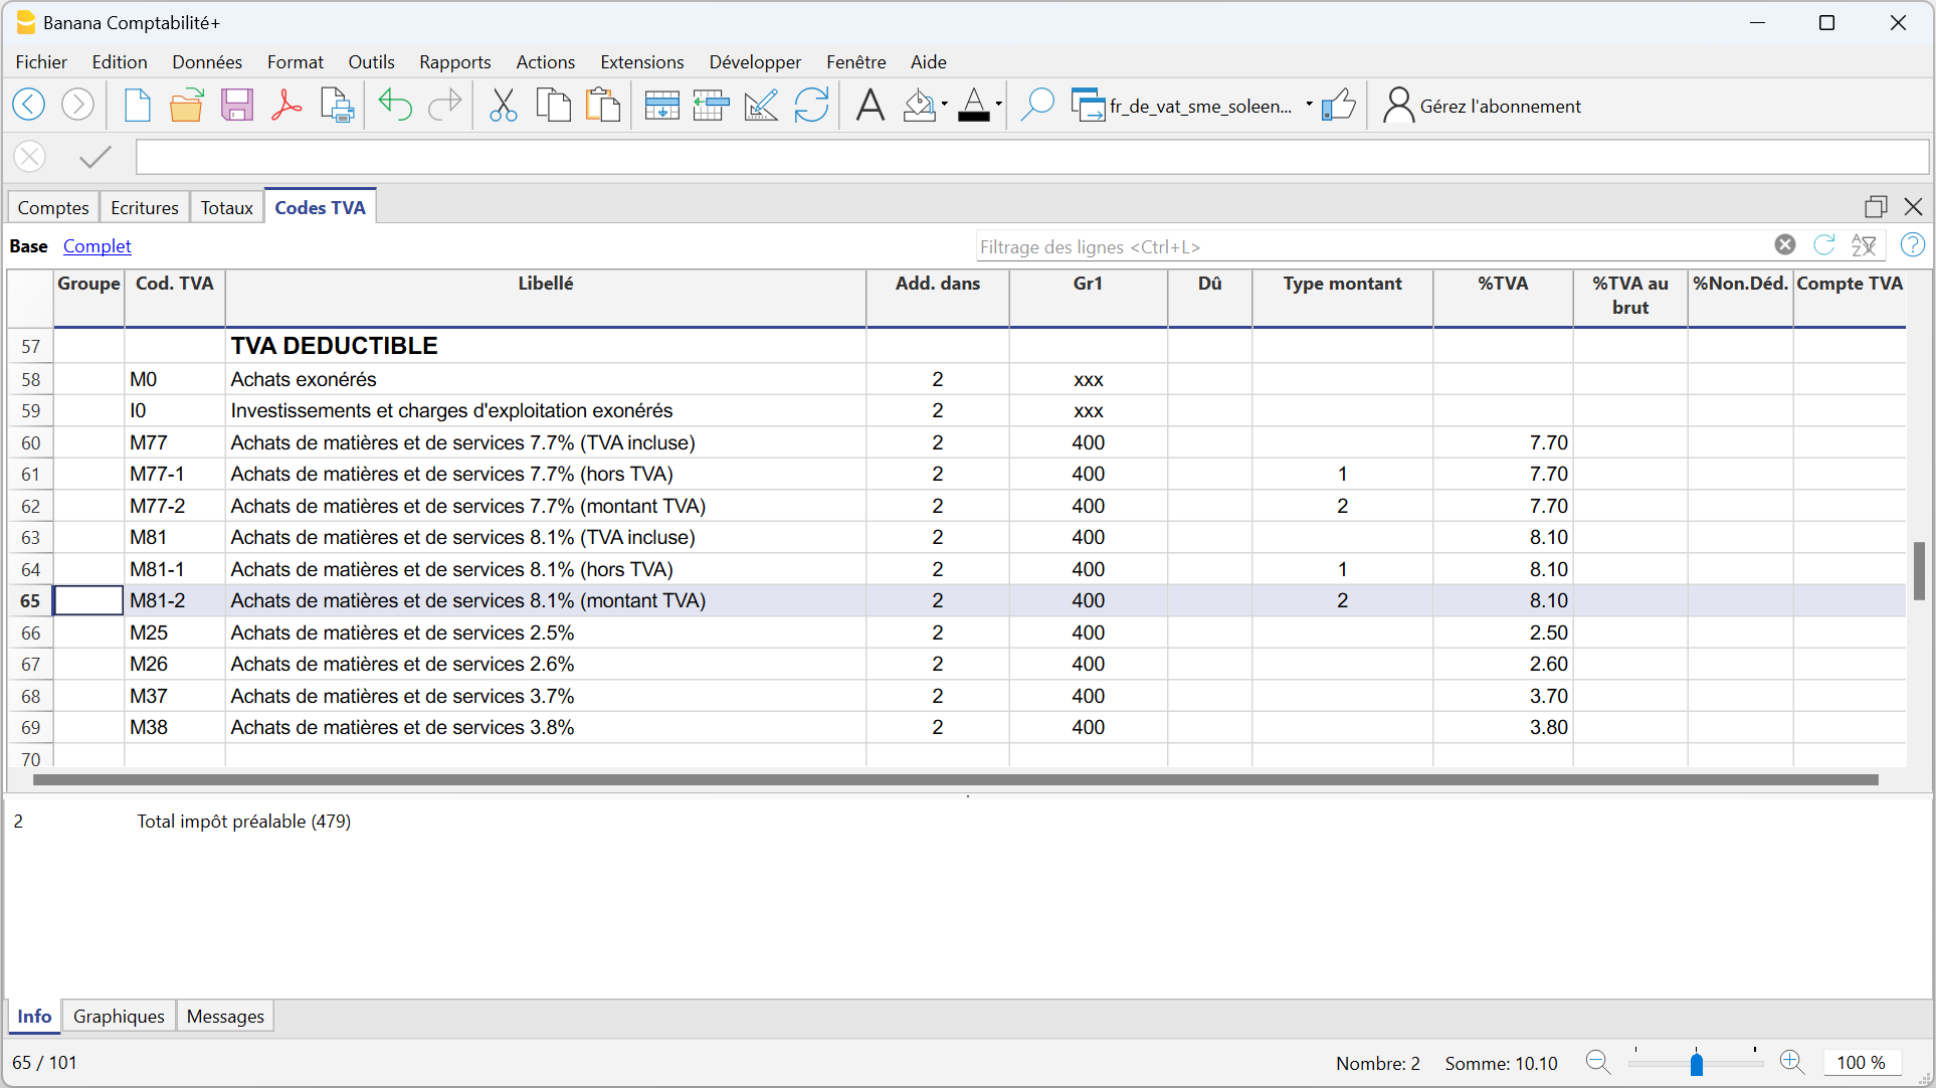 Banana Comptabilité+
Fichier Edition Données Format Outils Rapports Actions Extensions Développer Fenêtre Aide
fr_de_vat_sme_soleen... Gérez l'abonnement
Comptes Ecritures Totaux Codes TVA
Base Complet Filtrage des lignes <Ctrl+L>
Groupe Cod. TVA Libellé Add. dans Gr1 Dû Type montant %TVA %TVA au brut %Non.Déd. Compte TVA
57 TVA DEDUCTIBLE
58 M0 Achats exonérés 2 xxx
59 I0 Investissements et charges d'exploitation exonérés 2 xxx
60 M77 Achats de matières et de services 7.7% (TVA incluse) 2 400 7.70
61 M77-1 Achats de matières et de services 7.7% (hors TVA) 2 400 1 7.70
62 M77-2 Achats de matières et de services 7.7% (montant TVA) 2 400 2 7.70
63 M81 Achats de matières et de services 8.1% (TVA incluse) 2 400 8.10
64 M81-1 Achats de matières et de services 8.1% (hors TVA) 2 400 1 8.10
65 M81-2 Achats de matières et de services 8.1% (montant TVA) 2 400 2 8.10
66 M25 Achats de matières et de services 2.5% 2 400 2.50
67 M26 Achats de matières et de services 2.6% 2 400 2.60
68 M37 Achats de matières et de services 3.7% 2 400 3.70
69 M38 Achats de matières et de services 3.8% 2 400 3.80
70
2 Total impôt préalable (479)
Info Graphiques Messages
65 / 101 Nombre: 2 Somme: 10.10 100 %